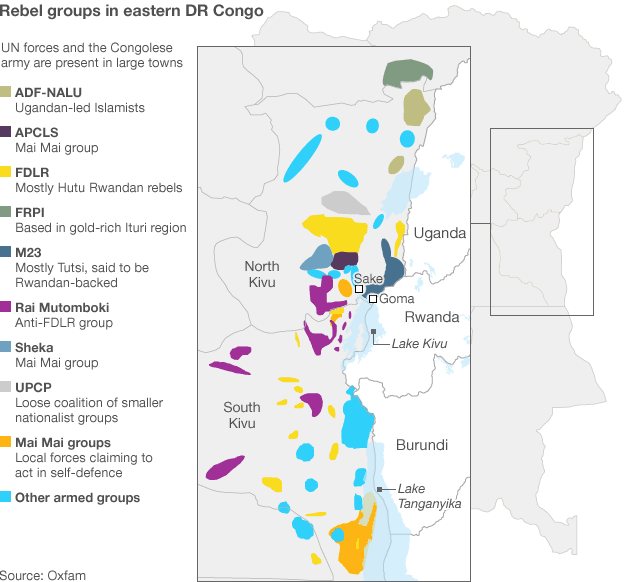 Rebel groups in eastern DR Congo
UN forces and the Congolese
army are present in large towns
ADF-NALU
Ugandan-led Islamists
APCLS
Mai Mai group
FDLR
Mostly Hutu Rwandan rebels
FRPI
Based in gold-rich Ituri region
M23
Mostly Tutsi, said to be
Rwandan-backed
Rai Mutomboki
Anti-FDLR group
Sheka
Mai Mai group
UPCP
Loose coalition of smaller
nationalist groups
Mai Mai groups
Local forces claiming to
act in self-defence
Other armed groups
Source: Oxfam
Uganda
North
Kivu
Sake
Goma
Rwanda
Lake Kivu
South
Kivu
Burundi
Lake
Tanganyika